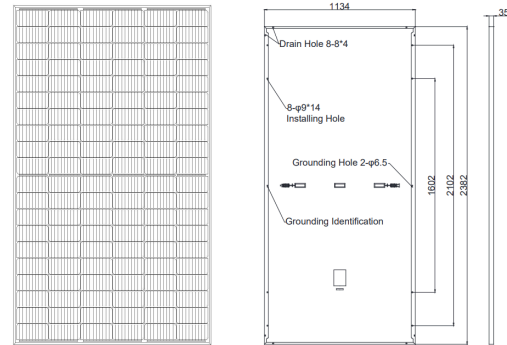 1134
35
Drain Hole 8-8*4
8-φ9*14
Installing Hole
Grounding Hole 2-φ6.5
Grounding Identification
1602
2102
2382